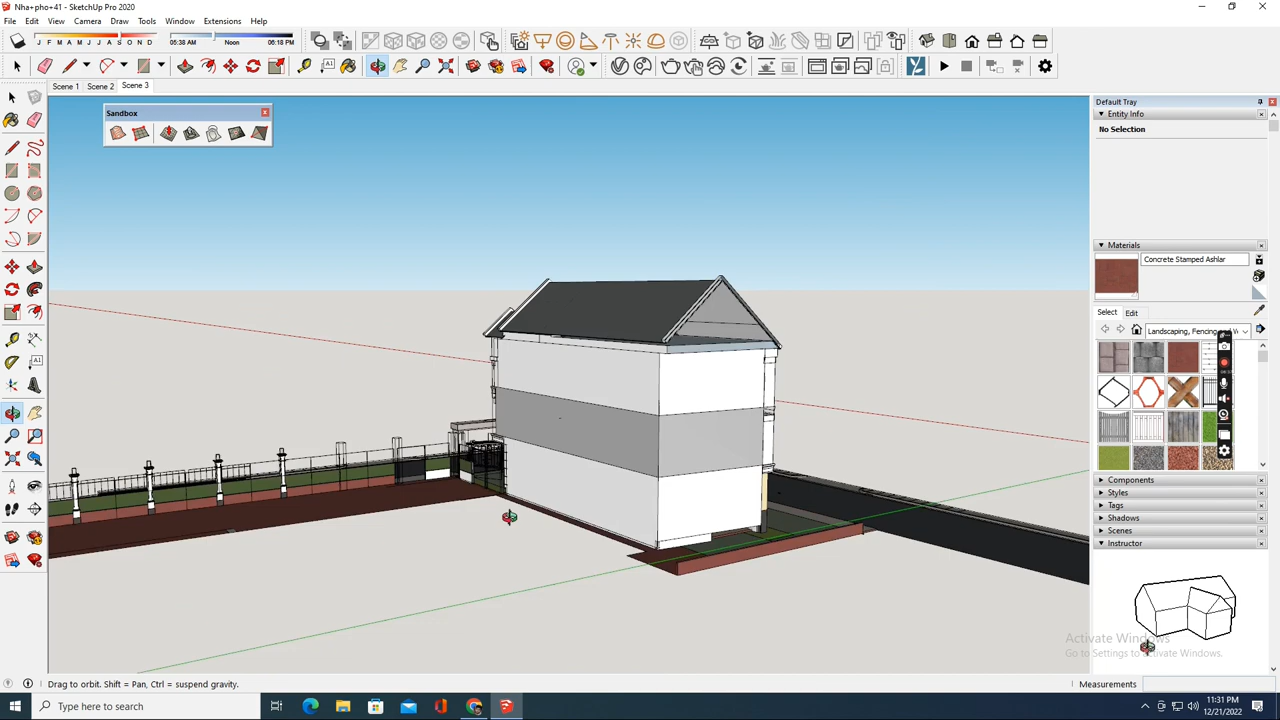 Nha+pho+41 - SketchUp Pro 2020
File Edit View Camera Draw Tools Window Extensions Help
J F M A M J J A S O N D 05:38 AM Noon 06:18 PM
Scene 1 Scene 2 Scene 3
Sandbox
Default Tray
Entity Info
No Selection
Materials
Concrete Stamped Ashlar
Select Edit
Landscaping, Fencing and
Components
Styles
Tags
Shadows
Scenes
Instructor
Activate Windows
Go to Settings to activate Windows.
Drag to orbit. Shift = Pan, Ctrl = suspend gravity.
Measurements
Type here to search
11:31 PM
12/21/2022